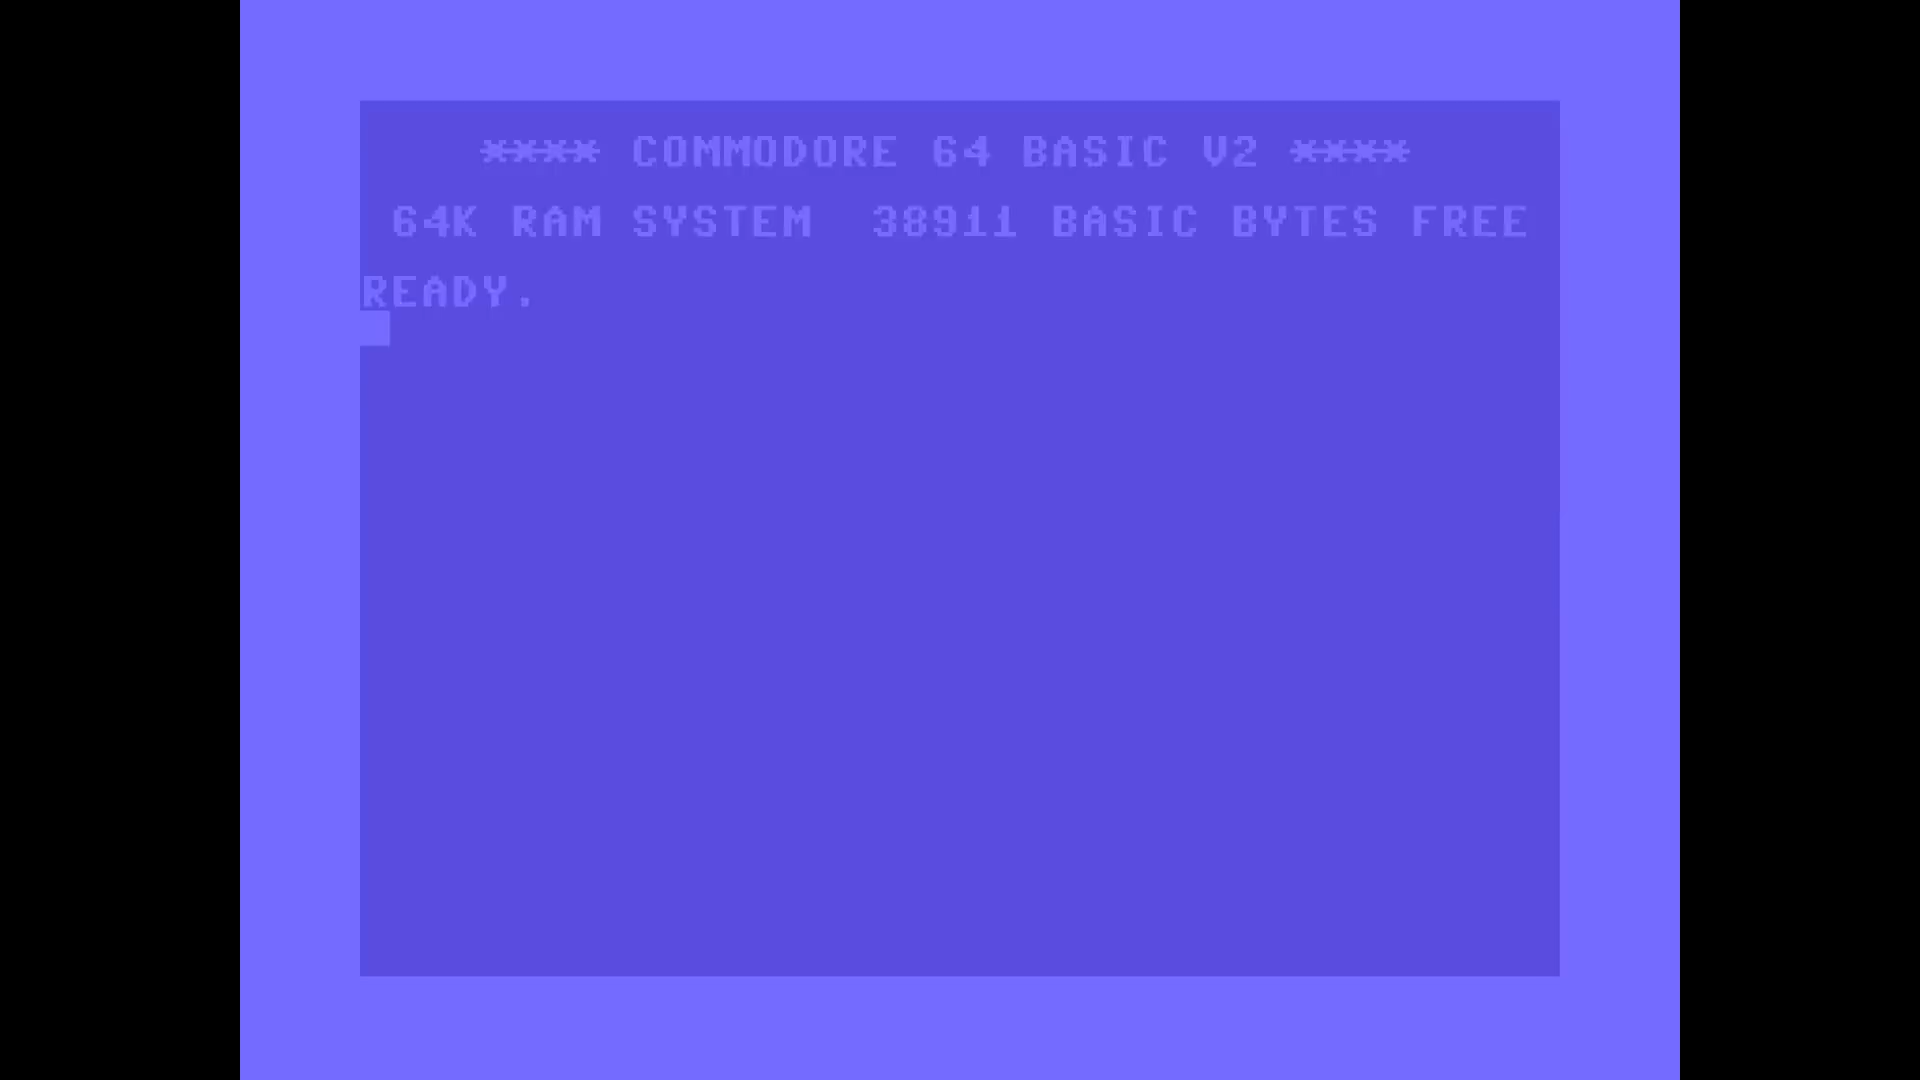 **** COMMODORE 64 BASIC V2 ****
64K RAM SYSTEM  38911 BASIC BYTES FREE
READY.